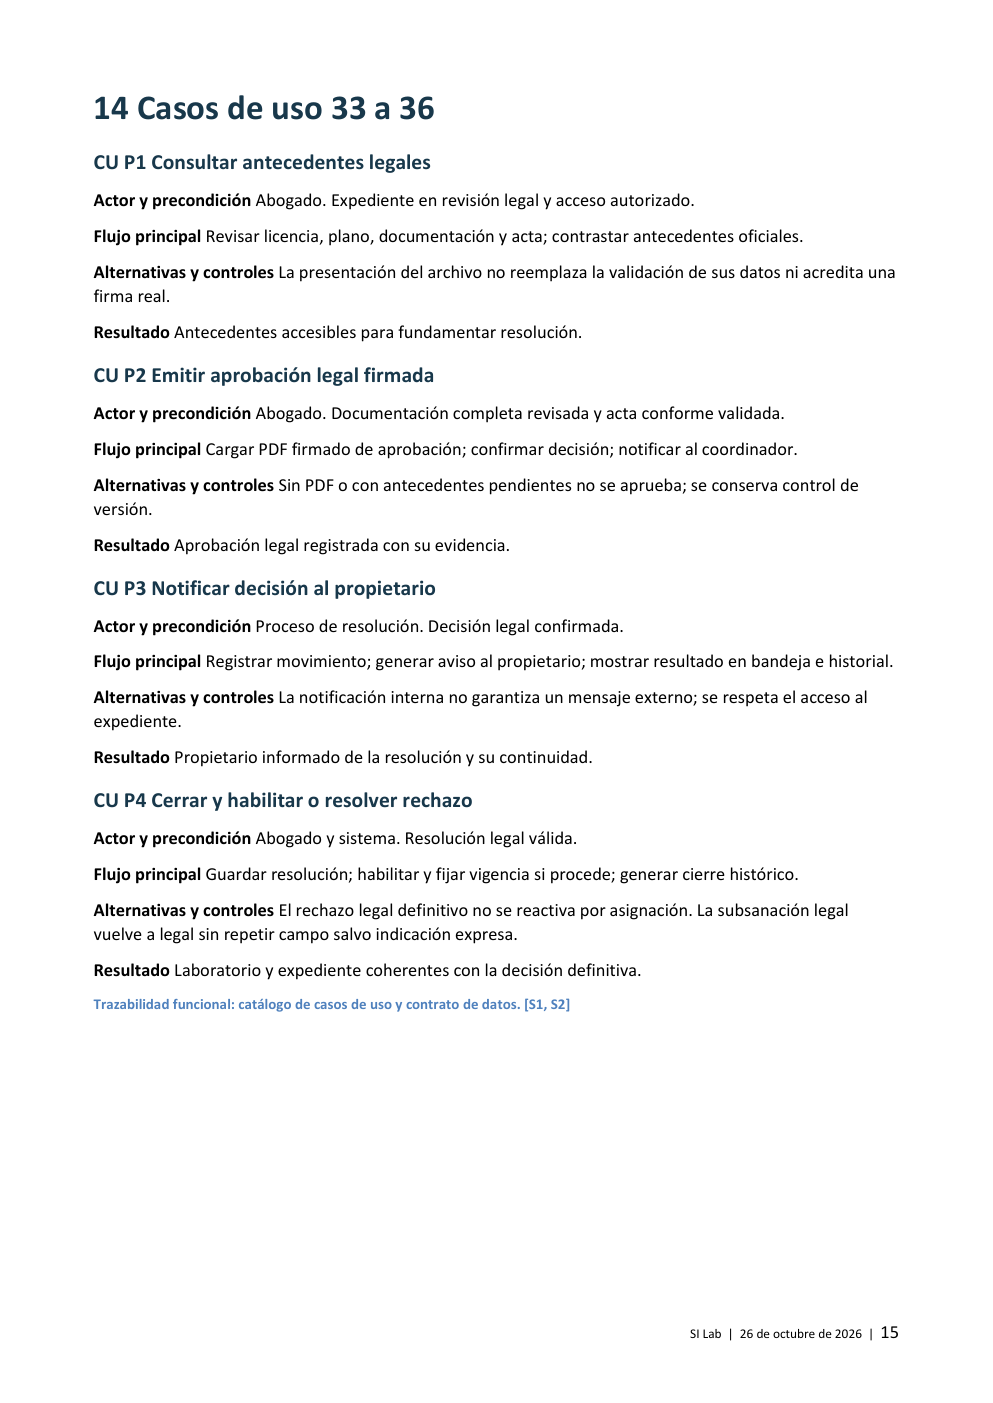 14 Casos de uso 33 a 36
CU P1 Consultar antecedentes legales
Actor y precondición Abogado. Expediente en revisión legal y acceso autorizado.
Flujo principal Revisar licencia, plano, documentación y acta; contrastar antecedentes oficiales.
Alternativas y controles La presentación del archivo no reemplaza la validación de sus datos ni acredita una
firma real.
Resultado Antecedentes accesibles para fundamentar resolución.
CU P2 Emitir aprobación legal firmada
Actor y precondición Abogado. Documentación completa revisada y acta conforme validada.
Flujo principal Cargar PDF firmado de aprobación; confirmar decisión; notificar al coordinador.
Alternativas y controles Sin PDF o con antecedentes pendientes no se aprueba; se conserva control de
versión.
Resultado Aprobación legal registrada con su evidencia.
CU P3 Notificar decisión al propietario
Actor y precondición Proceso de resolución. Decisión legal confirmada.
Flujo principal Registrar movimiento; generar aviso al propietario; mostrar resultado en bandeja e historial.
Alternativas y controles La notificación interna no garantiza un mensaje externo; se respeta el acceso al
expediente.
Resultado Propietario informado de la resolución y su continuidad.
CU P4 Cerrar y habilitar o resolver rechazo
Actor y precondición Abogado y sistema. Resolución legal válida.
Flujo principal Guardar resolución; habilitar y fijar vigencia si procede; generar cierre histórico.
Alternativas y controles El rechazo legal definitivo no se reactiva por asignación. La subsanación legal
vuelve a legal sin repetir campo salvo indicación expresa.
Resultado Laboratorio y expediente coherentes con la decisión definitiva.
Trazabilidad funcional: catálogo de casos de uso y contrato de datos. [S1, S2]
SI Lab | 26 de octubre de 2026 | 15